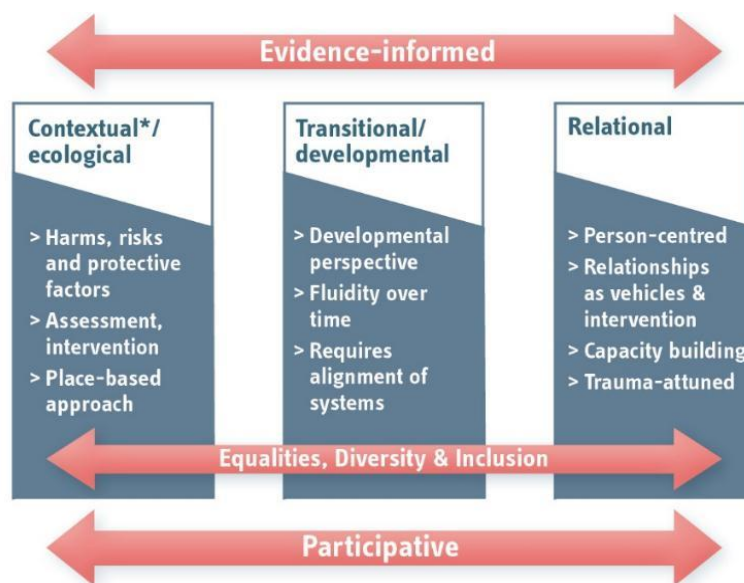 Evidence-informed
Contextual*/
ecological
> Harms, risks
and protective
factors
> Assessment,
intervention
> Place-based
approach
Transitional/
developmental
> Developmental
perspective
> Fluidity over
time
> Requires
alignment of
systems
Relational
> Person-centred
> Relationships
as vehicles &
intervention
> Capacity building
> Trauma-attuned
Equalities, Diversity & Inclusion
Participative